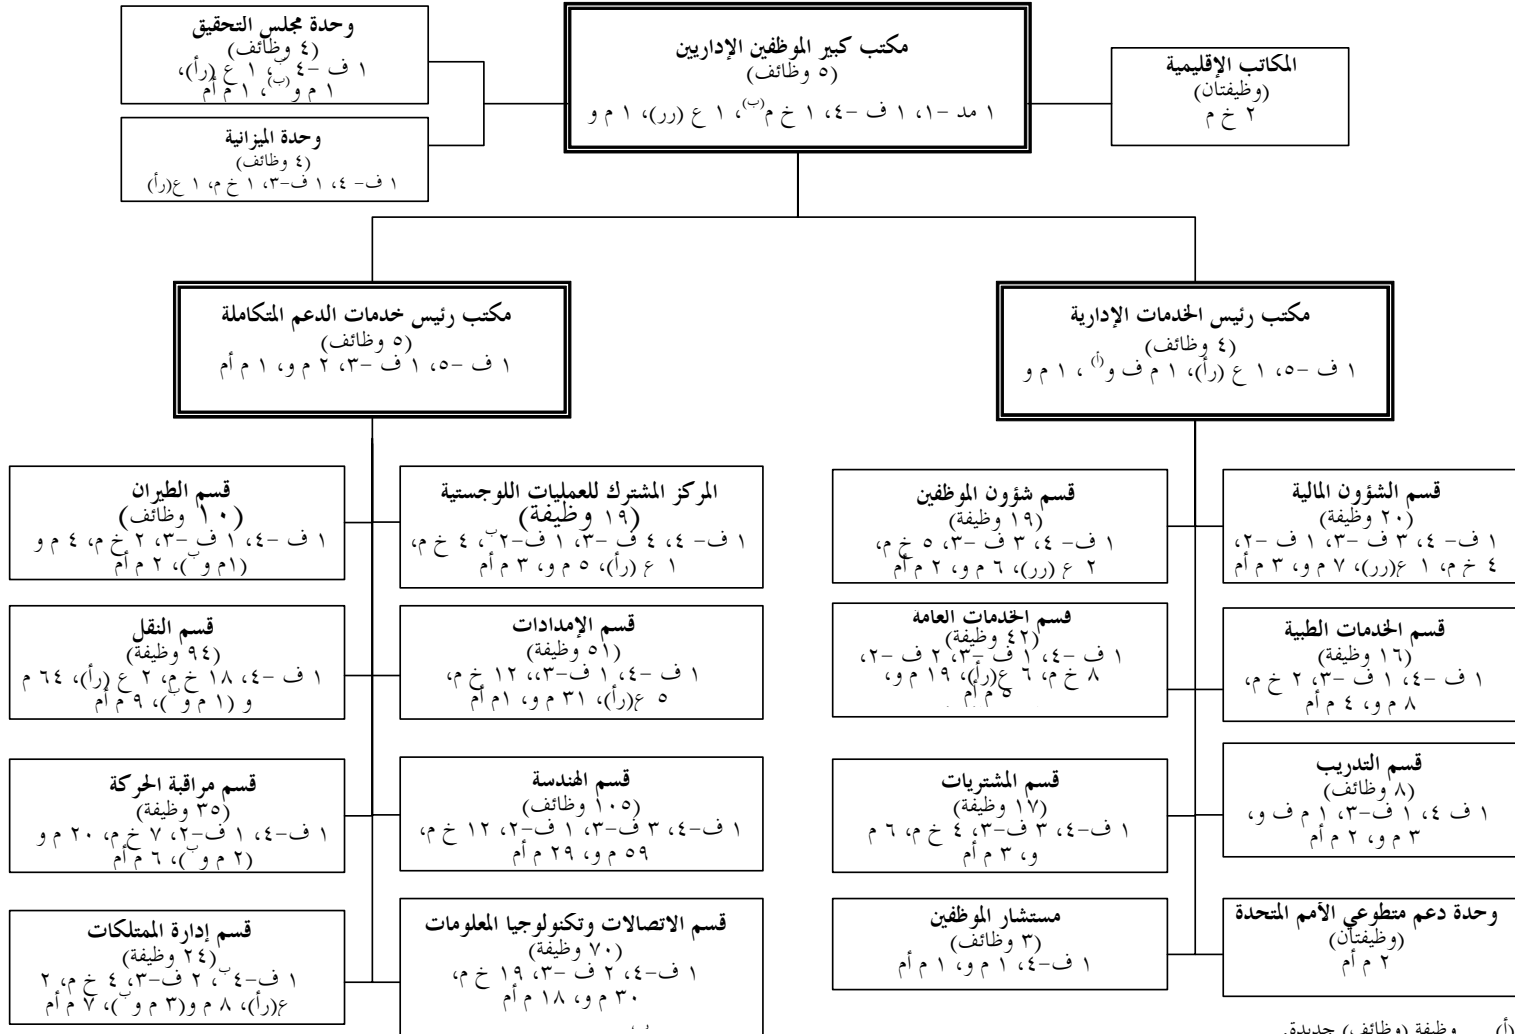 مكتب كبير الموظفين الإداريين
(٥ وظائف)
١ مد -١، ١ ف -٤، ١ خ م(ب)، ١ ع (رر)، ١ م و
المكاتب الإقليمية
(وظيفتان)
٢ خ م
وحدة مجلس التحقيق
(٤ وظائف)
١ ف -٤ ب، ١ ع (رأ)،
١ م و(ب)، ١ م أم
وحدة الميزانية
(٤ وظائف)
١ ف- ٤، ١ ف-٣، ١ خ م، ١ ع(رأ)
مكتب رئيس الخدمات الإدارية
(٤ وظائف)
١ ف -٥، ١ ع (رأ)، ١ م ف و(أ) ، ١ م و
مكتب رئيس خدمات الدعم المتكاملة
(٥ وظائف)
١ ف -٥، ١ ف -٣، ٢ م و، ١ م أم
قسم الشؤون المالية
(٢٠ وظيفة)
١ ف- ٤، ٣ ف -٣، ١ ف -٢،
٤ خ م، ١ ع(رر)، ٧ م و، ٣ م أم
قسم شؤون الموظفين
(١٩ وظيفة)
١ ف- ٤، ٣ ف -٣، ٥ خ م،
٢ ع (رر)، ٦ م و، ٢ م أم
المركز المشترك للعمليات اللوجستية
(١٩ وظيفة)
١ ف- ٤، ٤ ف -٣، ١ ف-٢ب، ٤ خ م،
١ ع (رأ)، ٥ م و، ٣ م أم
قسم الطيران
(١٠ وظائف)
١ ف -٤، ١ ف -٣، ٢ خ م، ٤ م و
(١م وب)، ٢ م أم
قسم الخدمات الطبية
(١٦ وظيفة)
١ ف -٤، ١ ف -٣، ٢ خ م،
٨ م و، ٤ م أم
قسم الخدمات العامة
(٤٢ وظيفة)
١ ف -٤، ١ ف -٣، ٢ ف -٢،
٨ خ م، ٦ ع(رأ)، ١٩ م و،
٥ م أم
قسم الإمدادات
(٥١ وظيفة)
١ ف -٤، ١ ف-٣،، ١٢ خ م،
٥ ع(رأ)، ٣١ م و، ١م أم
قسم النقل
(٩٤ وظيفة)
١ ف -٤، ١٨ خ م، ٢ ع (رأ)، ٦٤ م
و (١ م وب)، ٩ م أم
قسم التدريب
(٨ وظائف)
١ ف ٤، ١ ف-٣، ١ م ف و،
٣ م و، ٢ م أم
قسم المشتريات
(١٧ وظيفة)
١ ف-٤، ٣ ف-٣، ٤ خ م، ٦ م
و، ٣ م أم
قسم الهندسة
(١٠٥ وظائف)
١ ف-٤، ٣ ف-٣، ١ ف-٢، ١٢ خ م،
٥٩ م و، ٢٩ م أم
قسم مراقبة الحركة
(٣٥ وظيفة)
١ ف-٤، ١ ف-٢، ٧ خ م، ٢٠ م و
(٢ م وب)، ٦ م أم
وحدة دعم متطوعي الأمم المتحدة
(وظيفتان)
٢ م أم
مستشار الموظفين
(٣ وظائف)
١ ف-٤، ١ م و، ١ م أم
قسم الاتصالات وتكنولوجيا المعلومات
(٧٠ وظيفة)
١ ف-٤، ٢ ف -٣، ١٩ خ م،
٣٠ م و، ١٨ م أم
قسم إدارة الممتلكات
(٢٤ وظيفة)
١ ف-٤ب، ٢ ف-٣، ٤ خ م، ٢
ع(رأ)، ٨ م و(٣ م وب)، ٧ م أم
(أ) وظيفة (وظائف) جديدة.